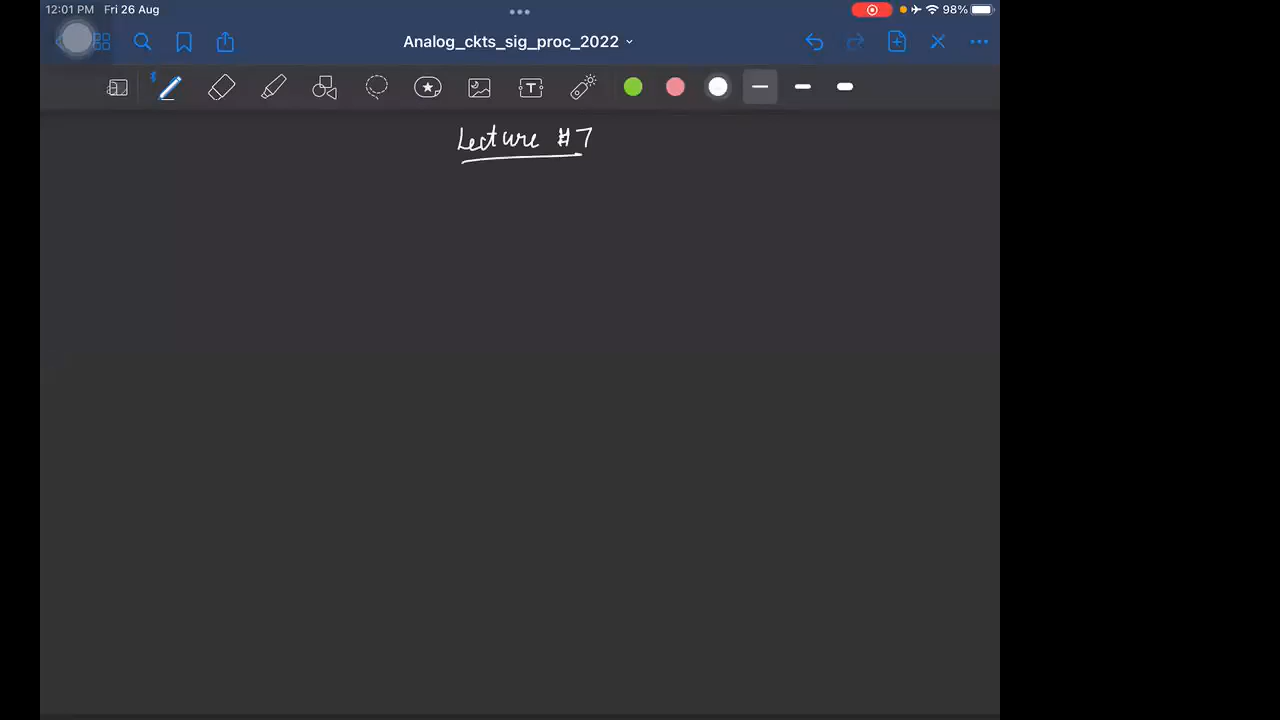 12:01 PM Fri 26 Aug 98%
Analog_ckts_sig_proc_2022
T
Lecture #7